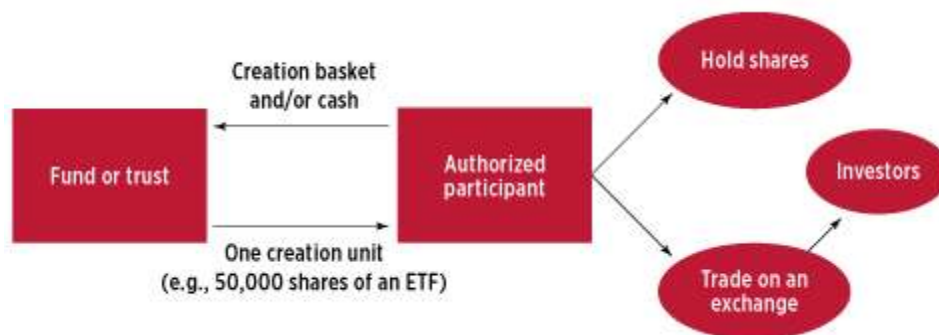 Creation basket
and/or cash
Fund or trust
Authorized
participant
One creation unit
(e.g., 50,000 shares of an ETF)
Hold shares
Investors
Trade on an
exchange